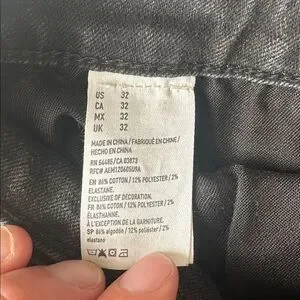 US 32
CA 32
MX 32
UK 32
MADE IN CHINA / FABRIQUÉ EN CHINE /
HECHO EN CHINA
RN 54485/CA 03873
RFC# AEM120605U9A
EN 86% COTTON / 12% POLYESTER / 2%
ELASTANE.
EXCLUSIVE OF DECORATION.
FR 86% COTON / 12% POLYESTER / 2%
ÉLASTHANNE.
À L'EXCEPTION DE LA GARNITURE.
SP 86% algodón / 12% poliéster / 2%
elastano